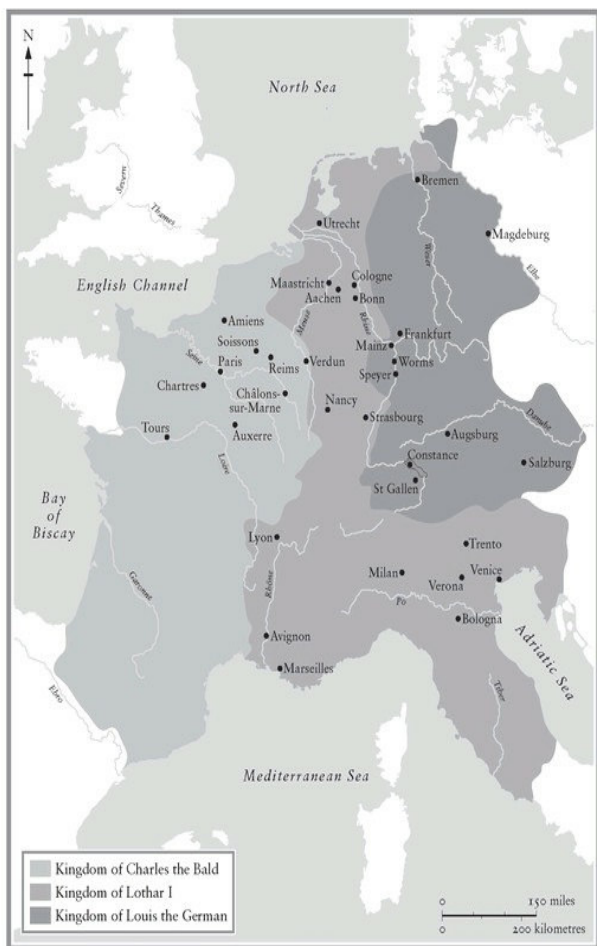 N
North Sea
Severn
Thames
Bremen
Weser
Magdeburg
Elbe
Utrecht
English Channel
Maastricht
Cologne
Aachen
Bonn
Meuse
Rhine
Amiens
Frankfurt
Soissons
Mainz
Seine
Paris
Reims
Verdun
Worms
Speyer
Chartres
Châlons-
sur-Marne
Nancy
Strasbourg
Danube
Tours
Auxerre
Augsburg
Loire
Constance
Salzburg
St Gallen
Bay
of
Biscay
Lyon
Trento
Garonne
Rhône
Milan
Venice
Verona
Po
Bologna
Avignon
Adriatic Sea
Marseilles
Ebro
Tiber
Mediterranean Sea
Kingdom of Charles the Bald
Kingdom of Lothar I
Kingdom of Louis the German
0 150 miles
0 200 kilometres